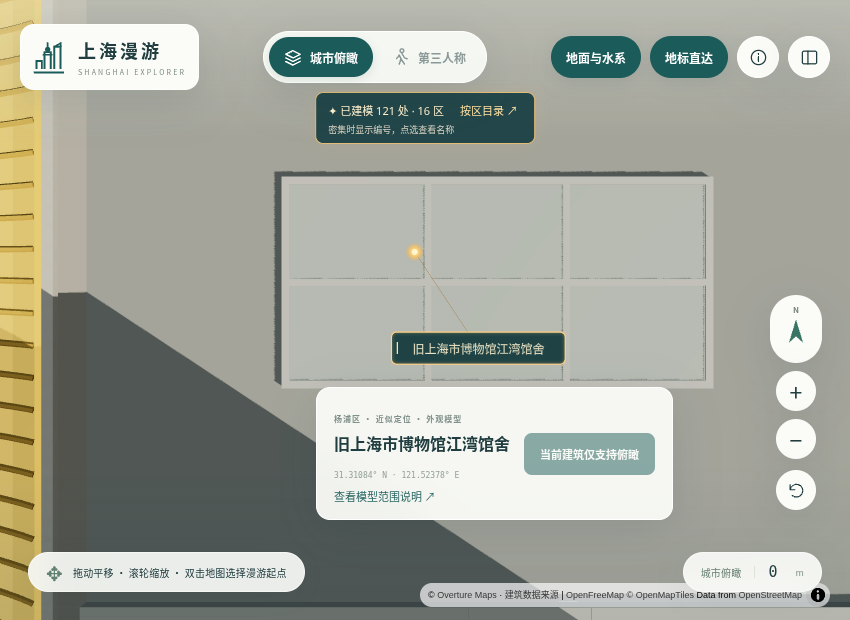 上海漫游
SHANGHAI EXPLORER
城市俯瞰
第三人称
地面与水系
地标直达
✦ 已建模 121 处 · 16 区 按区目录 ↗
密集时显示编号，点选查看名称
旧上海市博物馆江湾馆舍
N
杨浦区 · 近似定位 · 外观模型
旧上海市博物馆江湾馆舍
当前建筑仅支持俯瞰
31.31084° N · 121.52378° E
查看模型范围说明 ↗
拖动平移 · 滚轮缩放 · 双击地图选择漫游起点
城市俯瞰 0 m
© Overture Maps · 建筑数据来源 | OpenFreeMap © OpenMapTiles Data from OpenStreetMap